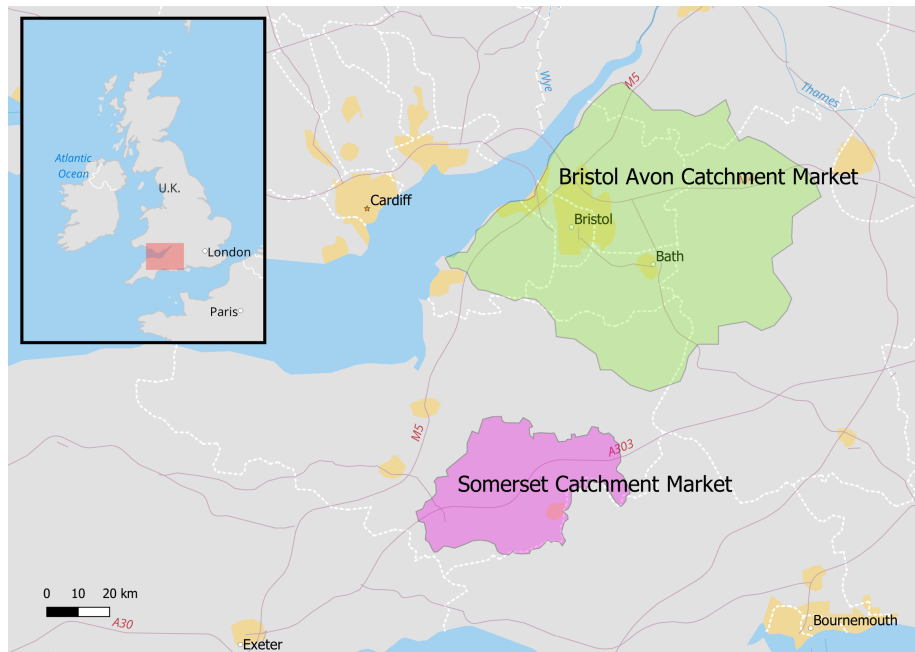 Atlantic
Ocean
U.K.
London
Paris
Wye
M5
Thames
Bristol Avon Catchment Market
Cardiff
Bristol
Bath
M5
A303
Somerset Catchment Market
0 10 20 km
A30
Exeter
Bournemouth